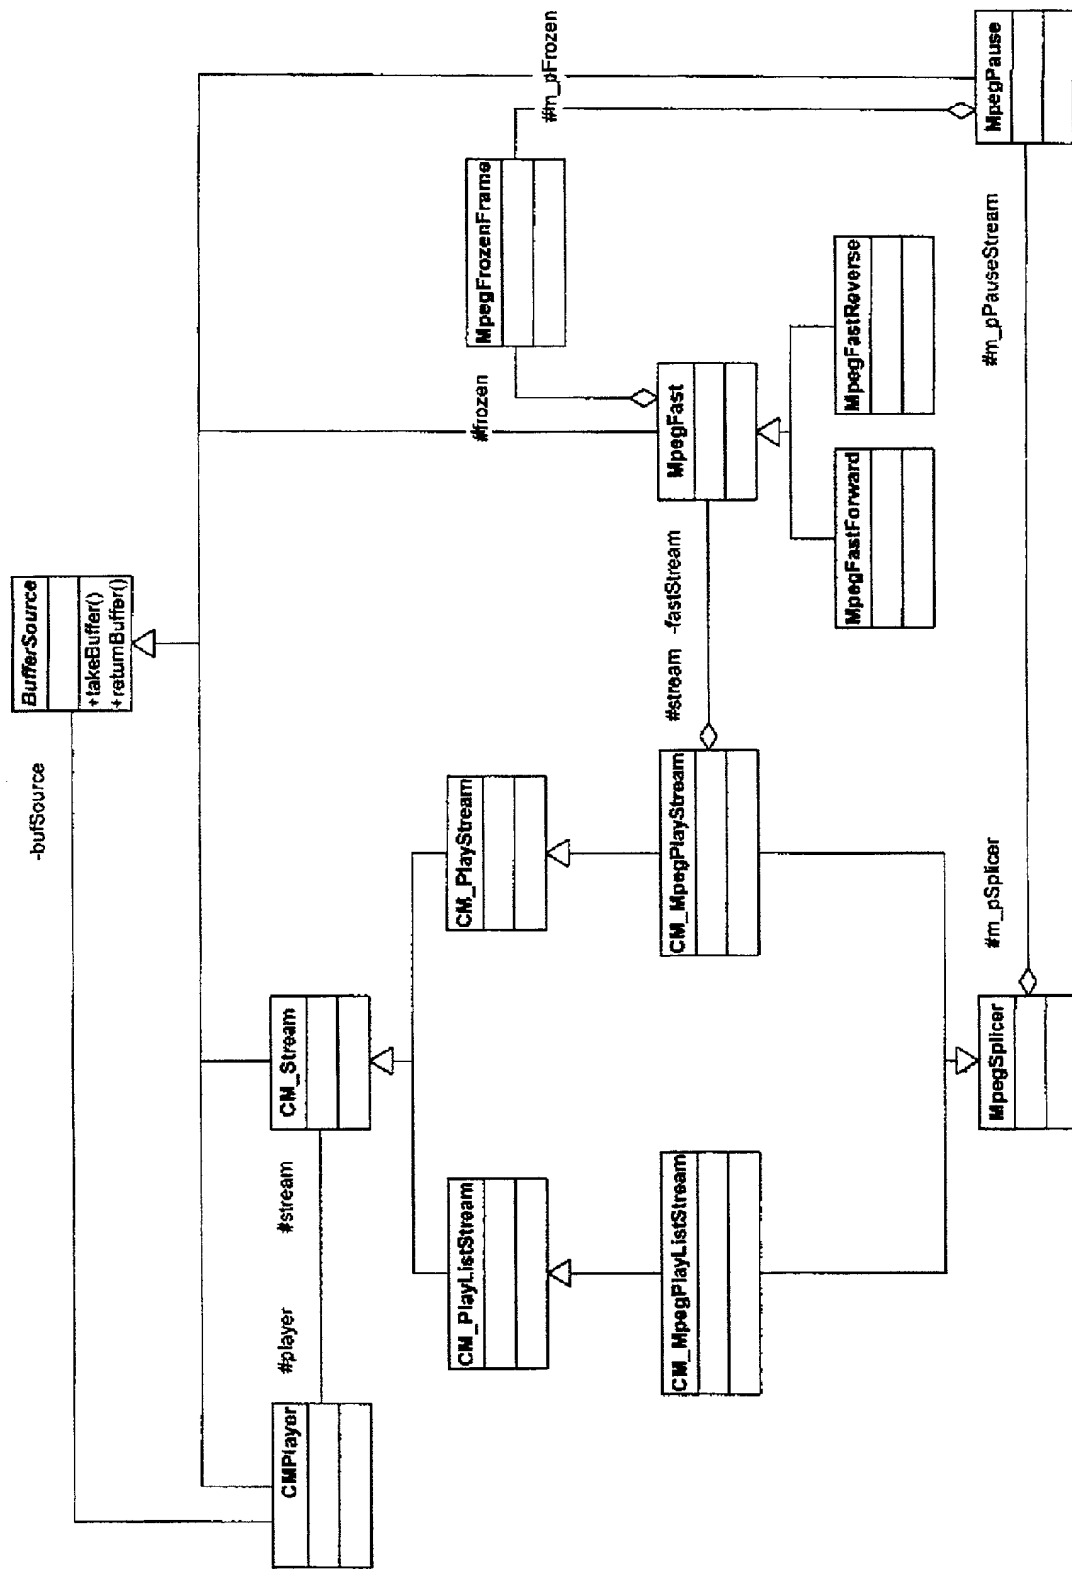 -bufSource
BufferSource
+takeBuffer()
+returnBuffer()
CMPlayer
#player
#stream
CM_Stream
#frozen
#m_pFrozen
CM_PlayListStream
CM_PlayStream
MpegFrozenFrame
CM_MpegPlayListStream
CM_MpegPlayStream
#stream
-fastStream
MpegFast
MpegFastForward
MpegFastReverse
MpegSplicer
#m_pSplicer
#m_pPauseStream
MpegPause